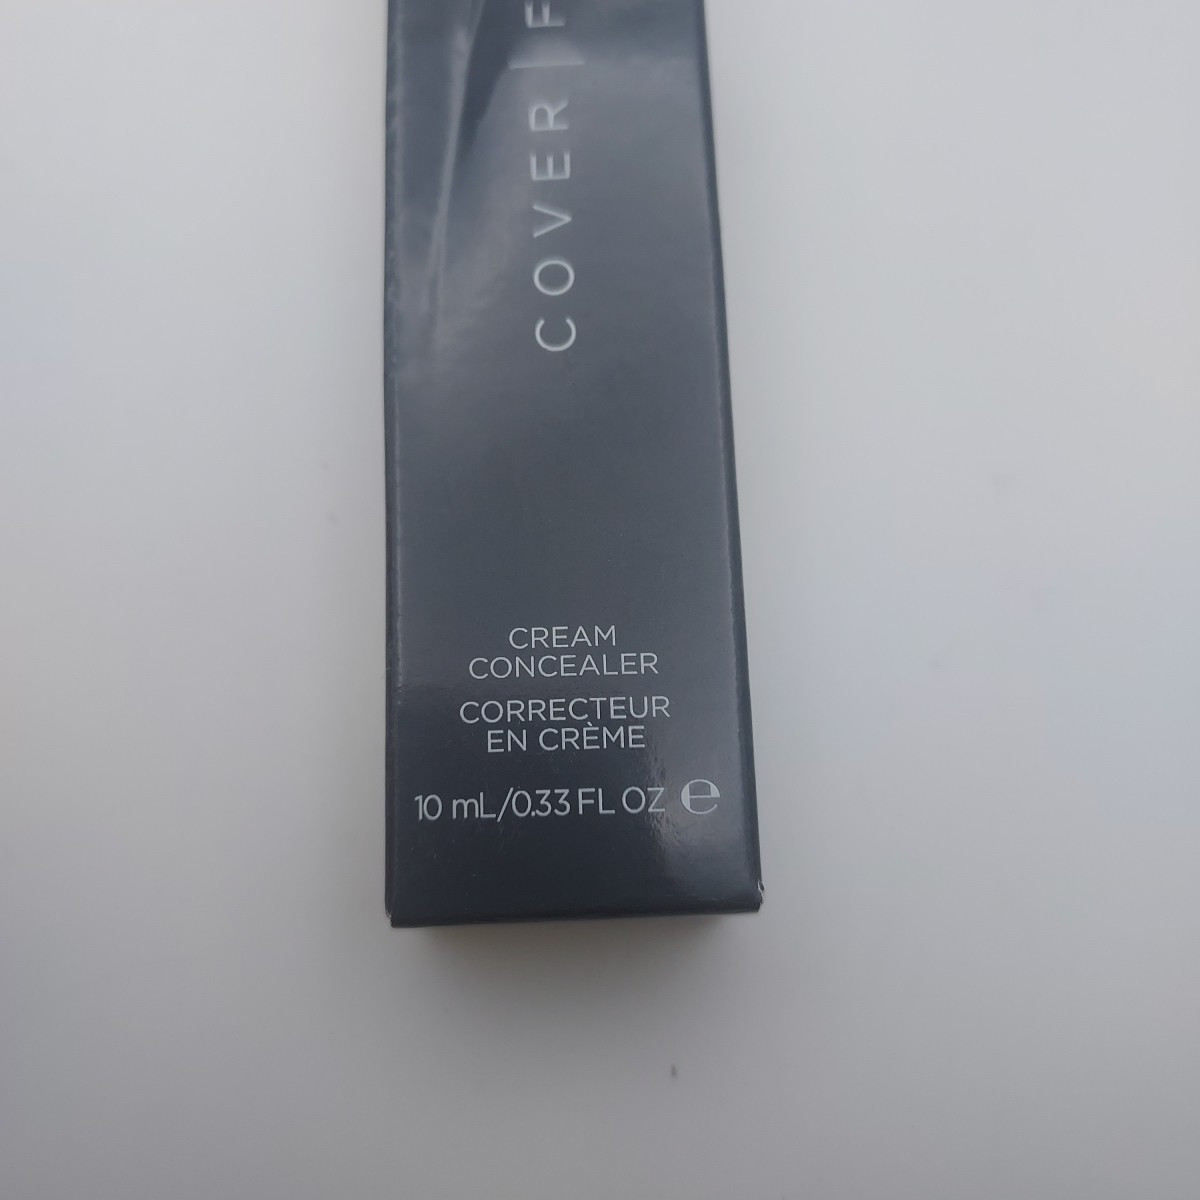 COVER | F
CREAM
CONCEALER
CORRECTEUR
EN CRÈME
10 mL/0.33 FL OZ ℮